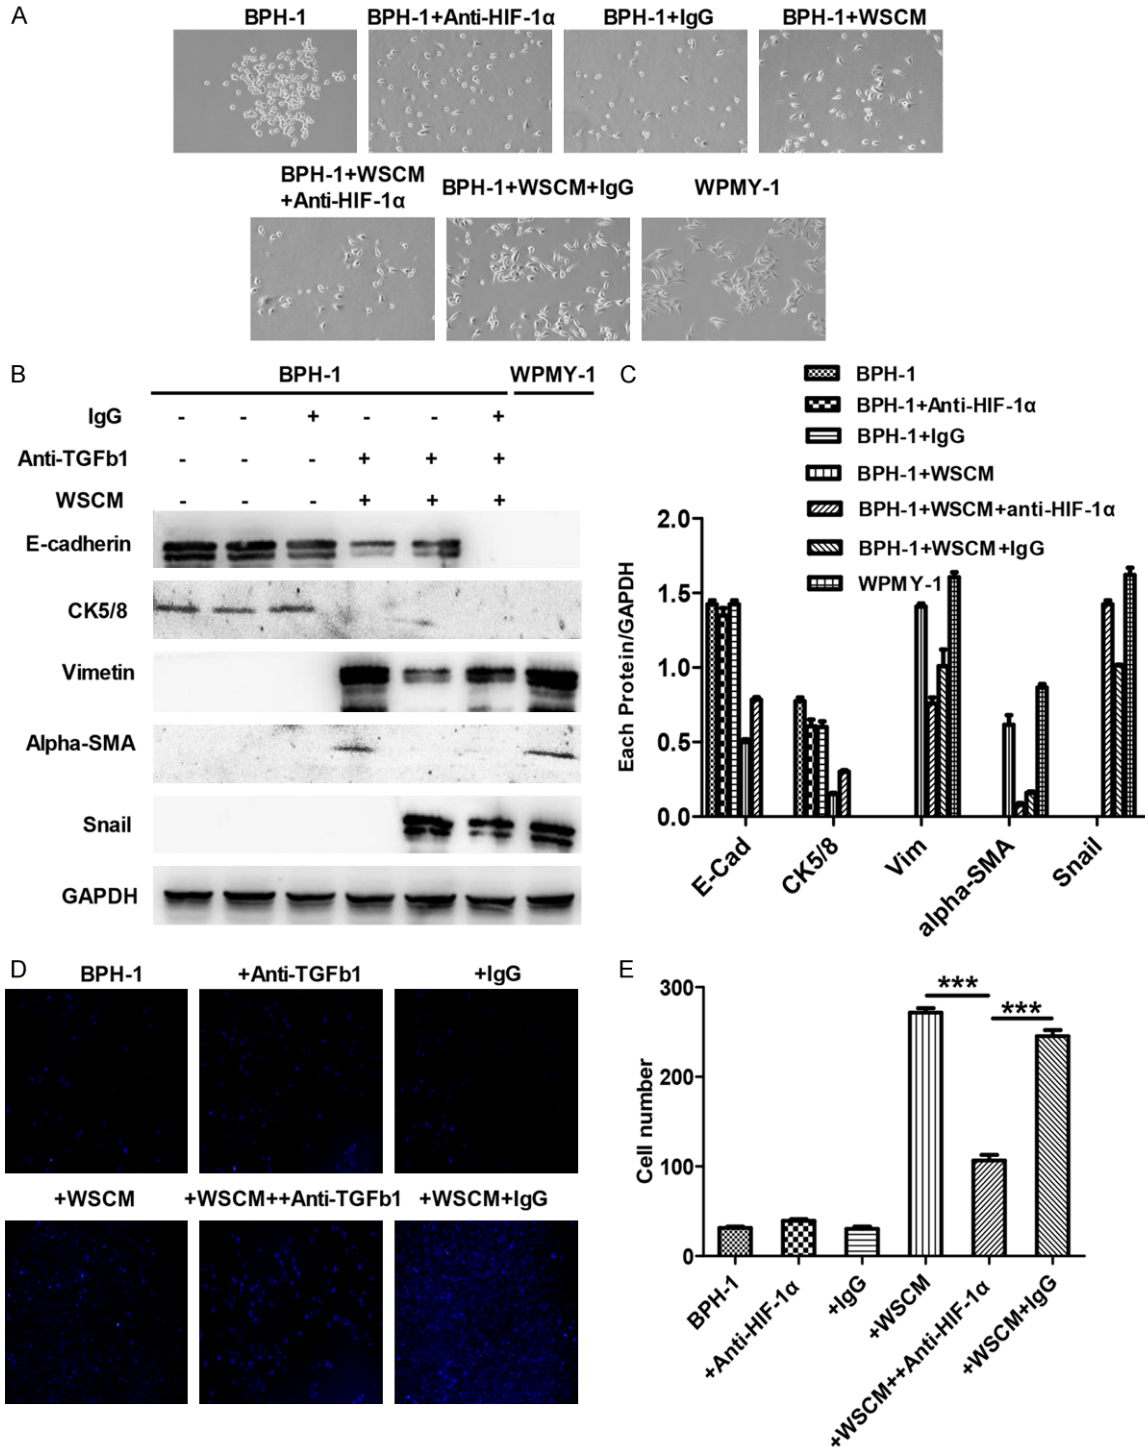 A
BPH-1
BPH-1+Anti-HIF-1α
BPH-1+IgG
BPH-1+WSCM
BPH-1+WSCM
+Anti-HIF-1α
BPH-1+WSCM+IgG
WPMY-1
B
BPH-1
WPMY-1
IgG - - + - - +
Anti-TGFb1 - - - + + +
WSCM - - - + + +
E-cadherin
CK5/8
Vimetin
Alpha-SMA
Snail
GAPDH
C
BPH-1
BPH-1+Anti-HIF-1α
BPH-1+IgG
BPH-1+WSCM
BPH-1+WSCM+anti-HIF-1α
BPH-1+WSCM+IgG
WPMY-1
Each Protein/GAPDH
2.0
1.5
1.0
0.5
0.0
E-Cad
CK5/8
Vim
alpha-SMA
Snail
D
BPH-1
+Anti-TGFb1
+IgG
+WSCM
+WSCM++Anti-TGFb1
+WSCM+IgG
E
Cell number
300
200
100
0
***
***
BPH-1
+Anti-HIF-1α
+IgG
+WSCM
+WSCM++Anti-HIF-1α
+WSCM+IgG